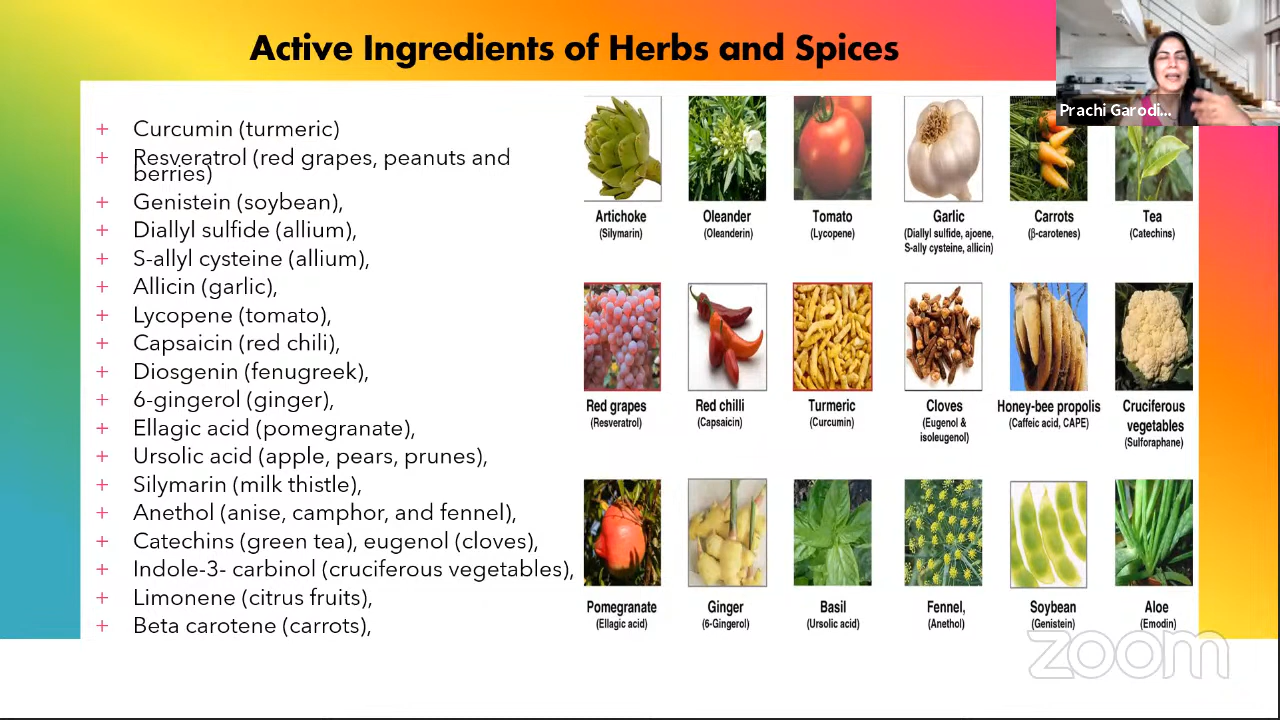 Active Ingredients of Herbs and Spices
Prachi Garodi...
+ Curcumin (turmeric)
+ Resveratrol (red grapes, peanuts and
berries)
+ Genistein (soybean),
+ Diallyl sulfide (allium),
+ S-allyl cysteine (allium),
+ Allicin (garlic),
+ Lycopene (tomato),
+ Capsaicin (red chili),
+ Diosgenin (fenugreek),
+ 6-gingerol (ginger),
+ Ellagic acid (pomegranate),
+ Ursolic acid (apple, pears, prunes),
+ Silymarin (milk thistle),
+ Anethol (anise, camphor, and fennel),
+ Catechins (green tea), eugenol (cloves),
+ Indole-3- carbinol (cruciferous vegetables),
+ Limonene (citrus fruits),
+ Beta carotene (carrots),
Artichoke
(Silymarin)
Oleander
(Oleanderin)
Tomato
(Lycopene)
Garlic
(Diallyl sulfide, ajoene,
S-ally cysteine, allicin)
Carrots
(β-carotenes)
Tea
(Catechins)
Red grapes
(Resveratrol)
Red chilli
(Capsaicin)
Turmeric
(Curcumin)
Cloves
(Eugenol &
isoleugenol)
Honey-bee propolis
(Caffeic acid, CAPE)
Cruciferous
vegetables
(Sulforaphane)
Pomegranate
(Ellagic acid)
Ginger
(6-Gingerol)
Basil
(Ursolic acid)
Fennel,
(Anethol)
Soybean
(Genistein)
Aloe
(Emodin)
zoom